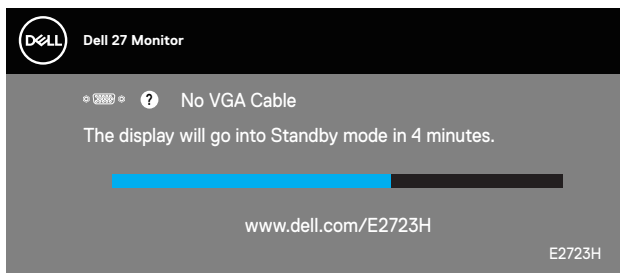 DELL
Dell 27 Monitor
? No VGA Cable
The display will go into Standby mode in 4 minutes.
www.dell.com/E2723H
E2723H